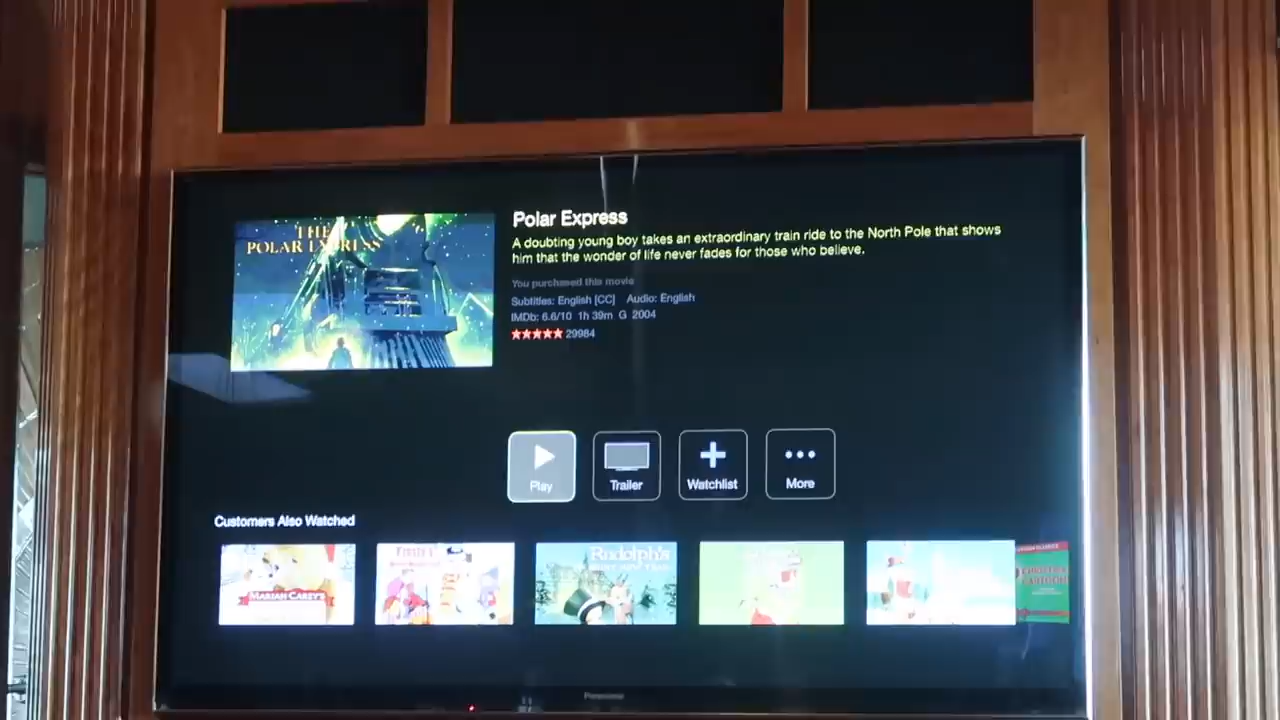 THE
POLAR EXPRESS
Polar Express
A doubting young boy takes an extraordinary train ride to the North Pole that shows
him that the wonder of life never fades for those who believe.
You purchased this movie
Subtitles: English [CC] Audio: English
IMDb: 6.6/10 1h 39m G 2004
29984
Play
Trailer
Watchlist
More
Customers Also Watched
MARIAH CAREY'S
Rudolph's
Panasonic